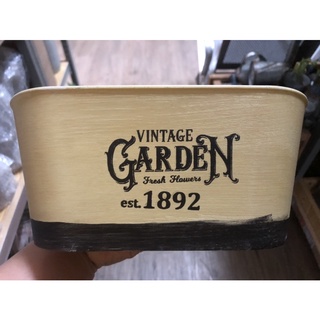 VINTAGE
GARDEN
Fresh Flowers
est. 1892